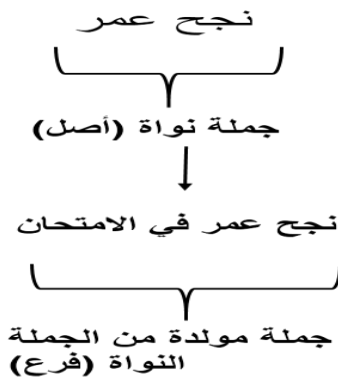 نجح عمر
جملة نواة (أصل)
نجح عمر في الامتحان
جملة مولدة من الجملة
النواة (فرع)